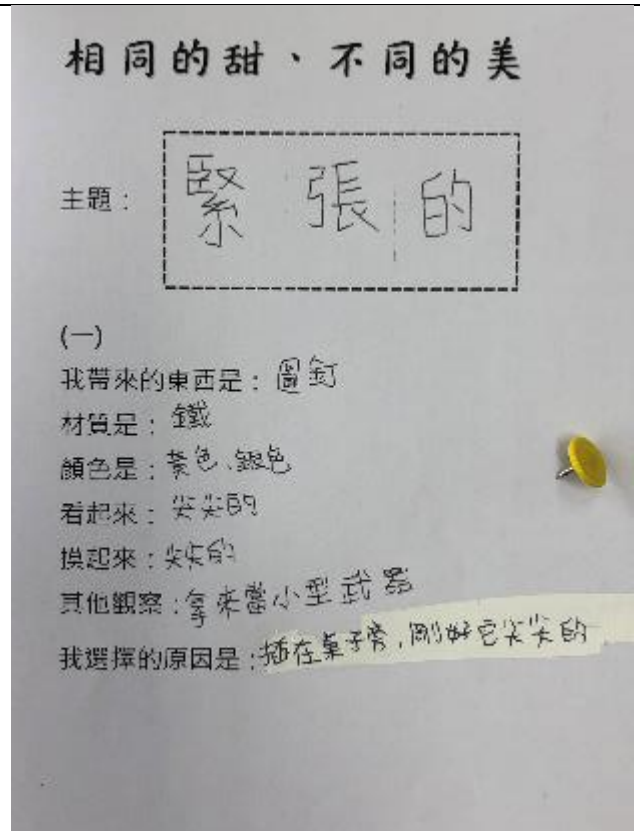 相同的甜、不同的美
主題：緊張的
(一)
我帶來的東西是：圖釘
材質是：鐵
顏色是：黃色、銀色
看起來：尖尖的
摸起來：尖尖的
其他觀察：拿來當小型武器
我選擇的原因是：插在桌子旁，剛好它尖尖的